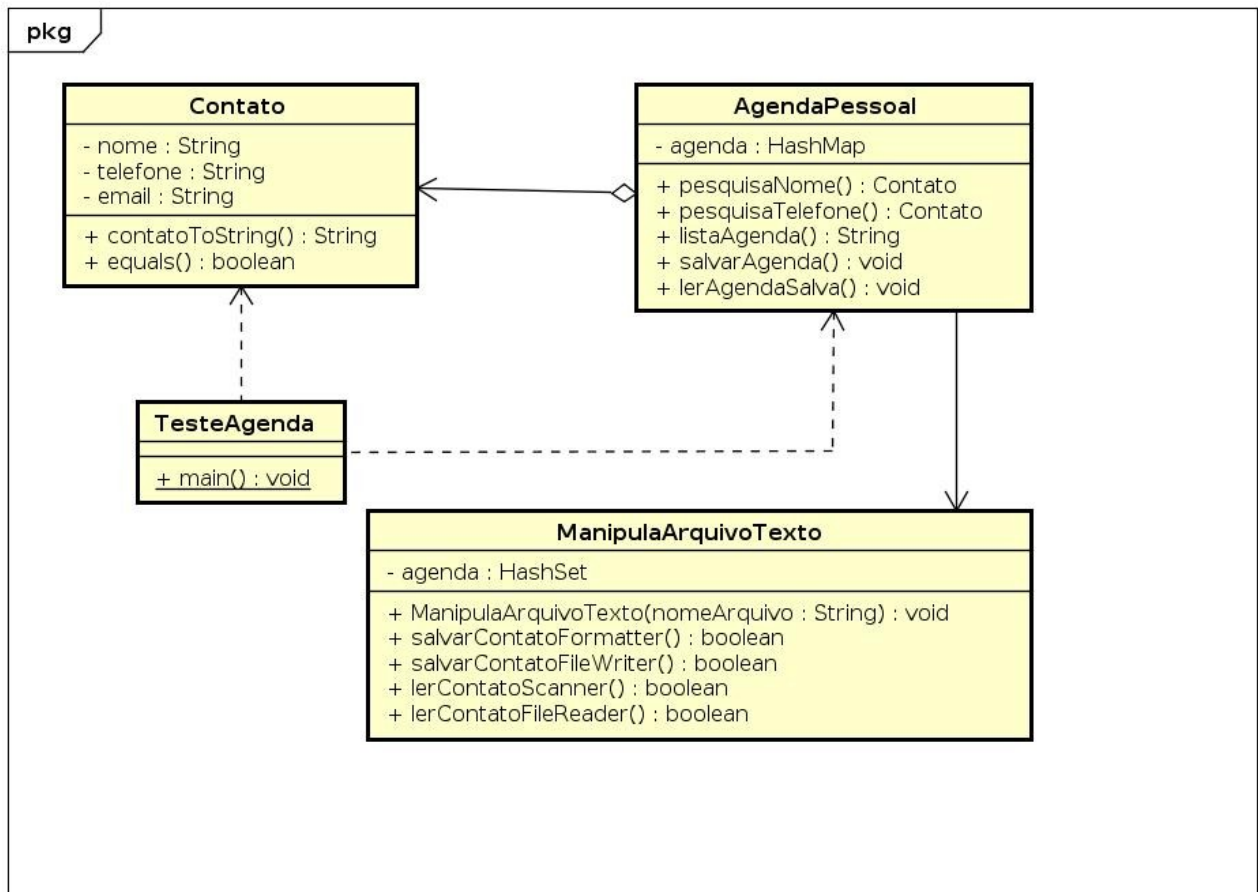 pkg
Contato
- nome : String
- telefone : String
- email : String
+ contatoToString() : String
+ equals() : boolean
AgendaPessoal
- agenda : HashMap
+ pesquisaNome() : Contato
+ pesquisaTelefone() : Contato
+ listaAgenda() : String
+ salvarAgenda() : void
+ lerAgendaSalva() : void
TesteAgenda
+ main() : void
ManipulaArquivoTexto
- agenda : HashSet
+ ManipulaArquivoTexto(nomeArquivo : String) : void
+ salvarContatoFormatter() : boolean
+ salvarContatoFileWriter() : boolean
+ lerContatoScanner() : boolean
+ lerContatoFileReader() : boolean